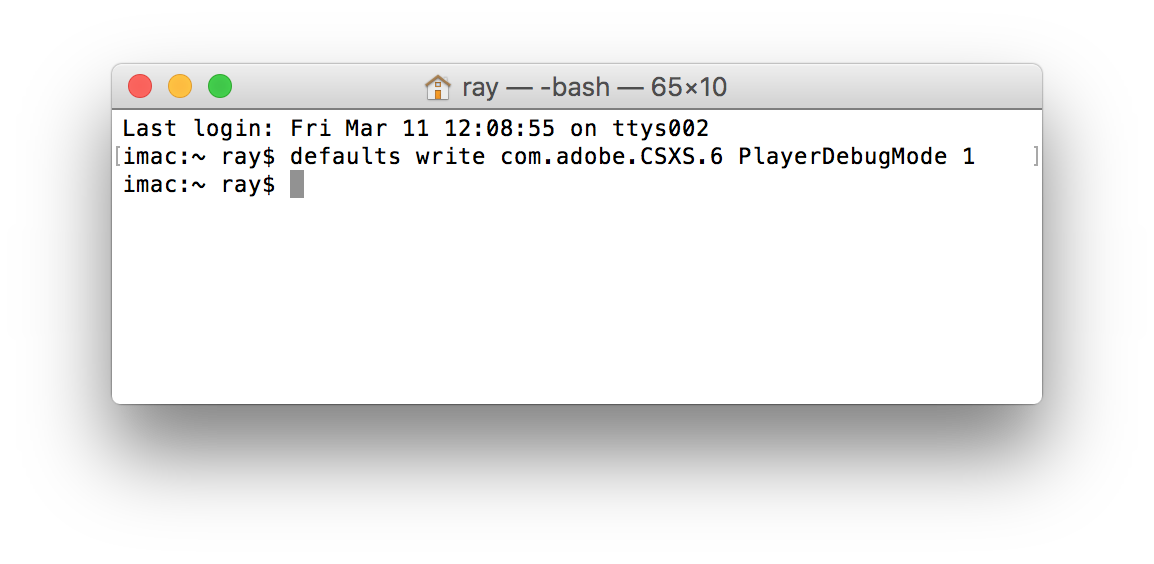 ray — -bash — 65×10
Last login: Fri Mar 11 12:08:55 on ttys002
[imac:~ ray$ defaults write com.adobe.CSXS.6 PlayerDebugMode 1 ]
imac:~ ray$